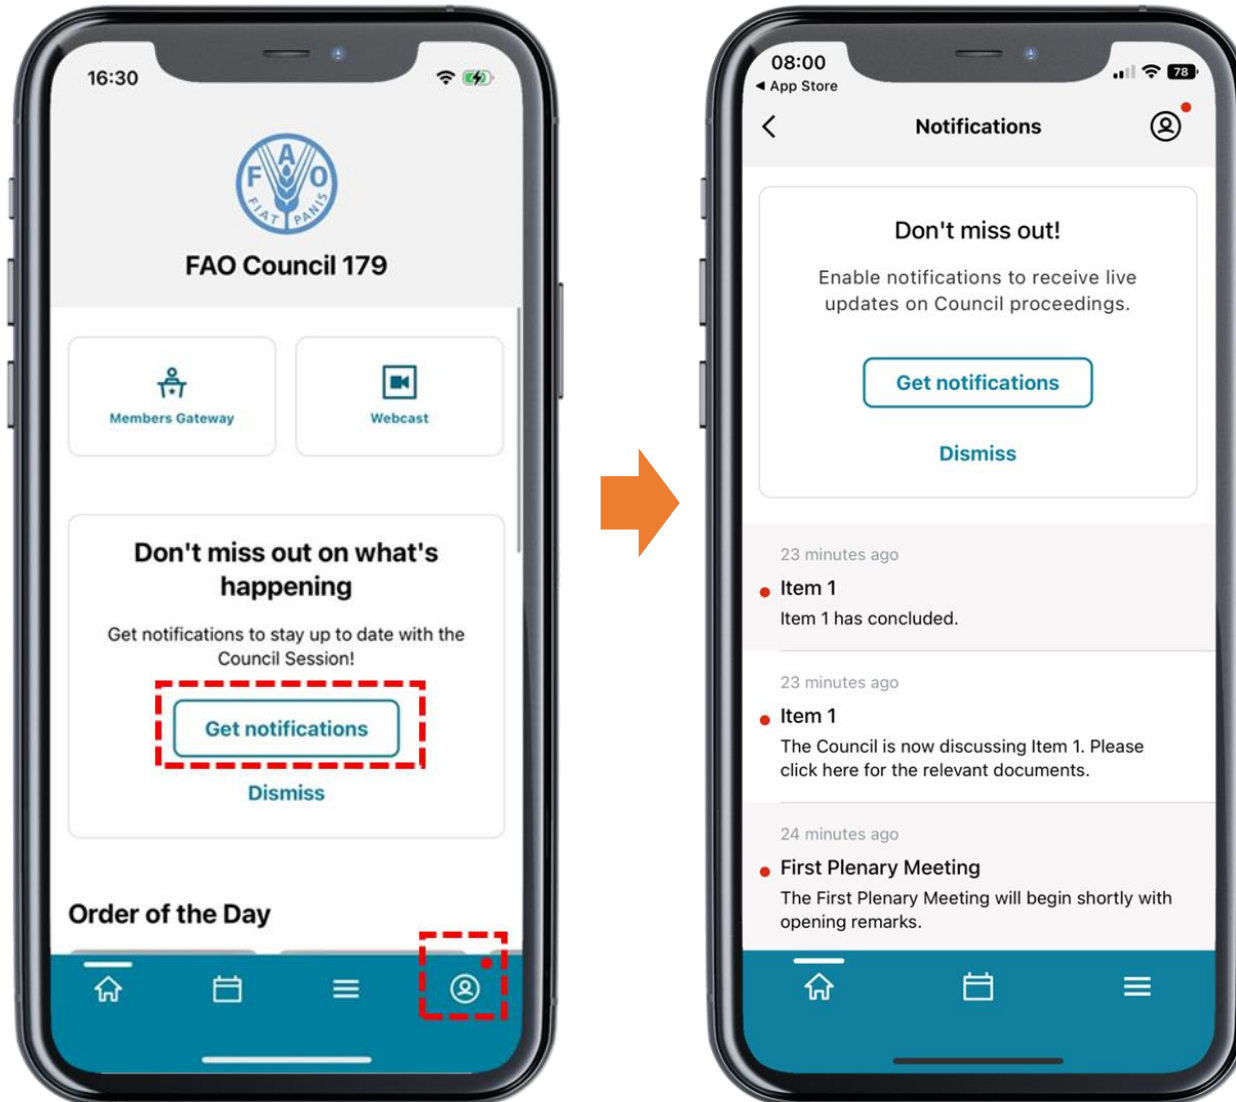 16:30
F A O
FIAT PANIS
FAO Council 179
Members Gateway
Webcast
Don't miss out on what's
happening
Get notifications to stay up to date with the
Council Session!
Get notifications
Dismiss
Order of the Day
08:00
App Store
78
Notifications
Don't miss out!
Enable notifications to receive live
updates on Council proceedings.
Get notifications
Dismiss
23 minutes ago
Item 1
Item 1 has concluded.
23 minutes ago
Item 1
The Council is now discussing Item 1. Please
click here for the relevant documents.
24 minutes ago
First Plenary Meeting
The First Plenary Meeting will begin shortly with
opening remarks.